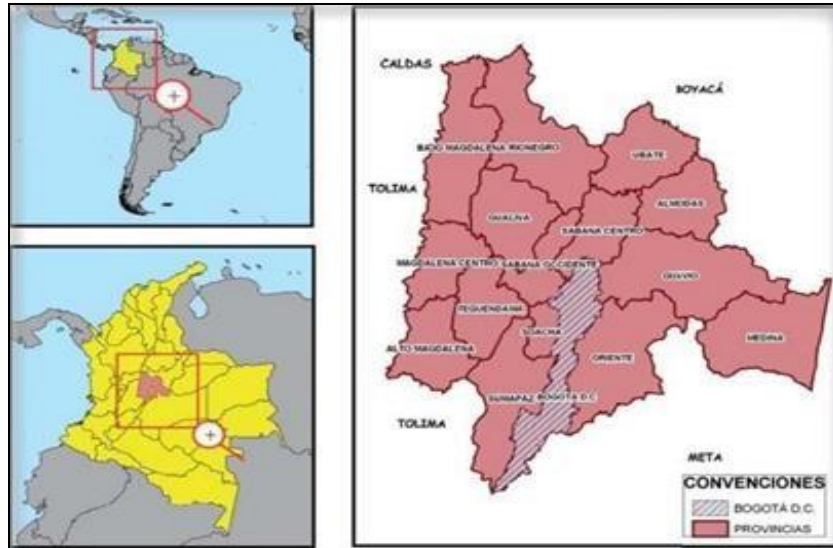 CALDAS
BOYACÁ
BAJO MAGDALENA
RIONEGRO
UBATE
TOLIMA
ALMEIDAS
GUALIVA
SABANA CENTRO
MAGDALENA CENTRO
SABANA OCCIDENTE
GUAVIO
TEQUENDAMA
SOACHA
MEDINA
ALTO MAGDALENA
ORIENTE
SUMAPAZ
BOGOTÁ D.C.
TOLIMA
META
CONVENCIONES
BOGOTÁ D.C.
PROVINCIAS